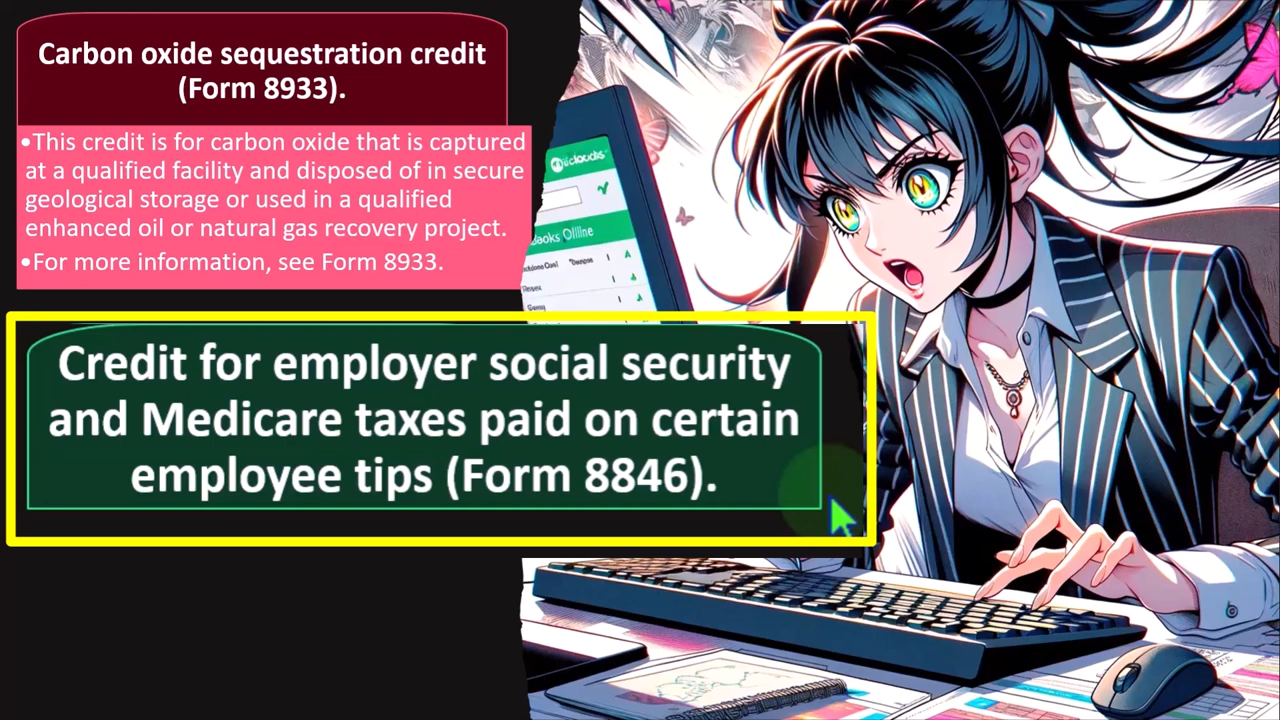 Carbon oxide sequestration credit
(Form 8933).
•This credit is for carbon oxide that is captured
at a qualified facility and disposed of in secure
geological storage or used in a qualified
enhanced oil or natural gas recovery project.
•For more information, see Form 8933.
Credit for employer social security
and Medicare taxes paid on certain
employee tips (Form 8846).